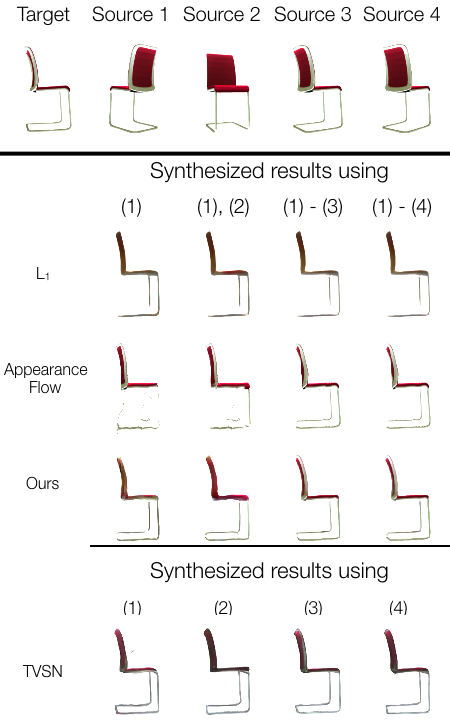 Target Source 1 Source 2 Source 3 Source 4
Synthesized results using
(1) (1), (2) (1) - (3) (1) - (4)
L₁
Appearance
Flow
Ours
Synthesized results using
(1) (2) (3) (4)
TVSN